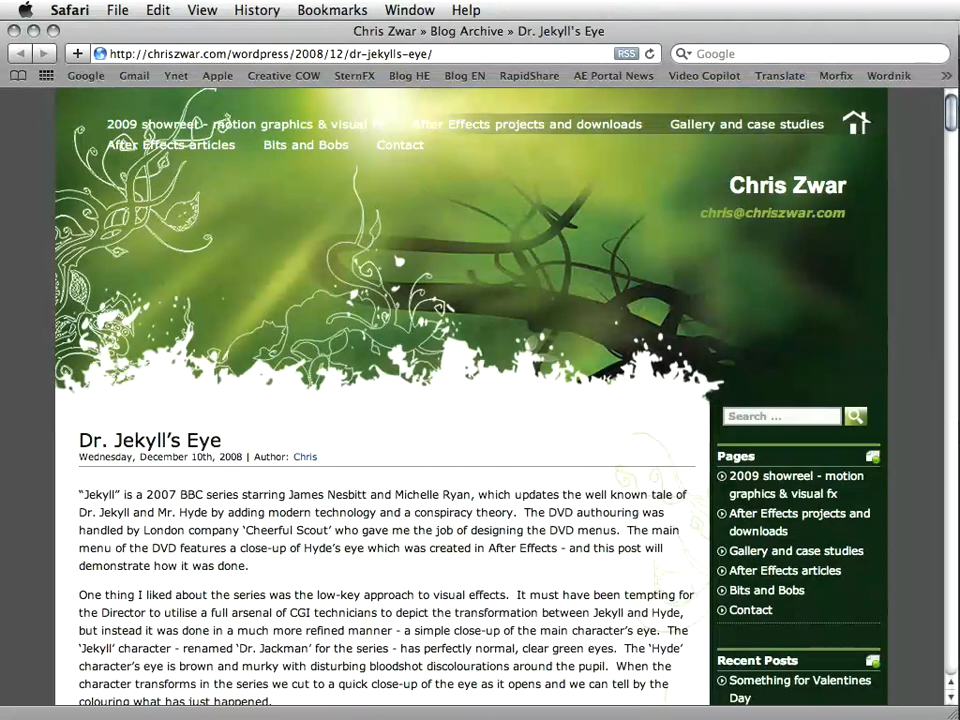 Safari File Edit View History Bookmarks Window Help
Chris Zwar » Blog Archive » Dr. Jekyll's Eye
http://chriszwar.com/wordpress/2008/12/dr-jekylls-eye/ RSS Google
Google Gmail Ynet Apple Creative COW SternFX Blog HE Blog EN RapidShare AE Portal News Video Copilot Translate Morfix Wordnik
2009 showreel - motion graphics & visual After Effects projects and downloads Gallery and case studies
After Effects articles Bits and Bobs Contact
Chris Zwar
chris@chriszwar.com
Search ...
Dr. Jekyll’s Eye
Wednesday, December 10th, 2008 | Author: Chris
“Jekyll” is a 2007 BBC series starring James Nesbitt and Michelle Ryan, which updates the well known tale of
Dr. Jekyll and Mr. Hyde by adding modern technology and a conspiracy theory. The DVD authouring was
handled by London company ‘Cheerful Scout’ who gave me the job of designing the DVD menus. The main
menu of the DVD features a close-up of Hyde’s eye which was created in After Effects - and this post will
demonstrate how it was done.
One thing I liked about the series was the low-key approach to visual effects. It must have been tempting for
the Director to utilise a full arsenal of CGI technicians to depict the transformation between Jekyll and Hyde,
but instead it was done in a much more refined manner - a simple close-up of the main character’s eye. The
‘Jekyll’ character - renamed ‘Dr. Jackman’ for the series - has perfectly normal, clear green eyes. The ‘Hyde’
character’s eye is brown and murky with disturbing bloodshot discolourations around the pupil. When the
character transforms in the series we cut to a quick close-up of the eye as it opens and we can tell by the
colouring what has just happened.
Pages
2009 showreel - motion
graphics & visual fx
After Effects projects and
downloads
Gallery and case studies
After Effects articles
Bits and Bobs
Contact
Recent Posts
Something for Valentines
Day